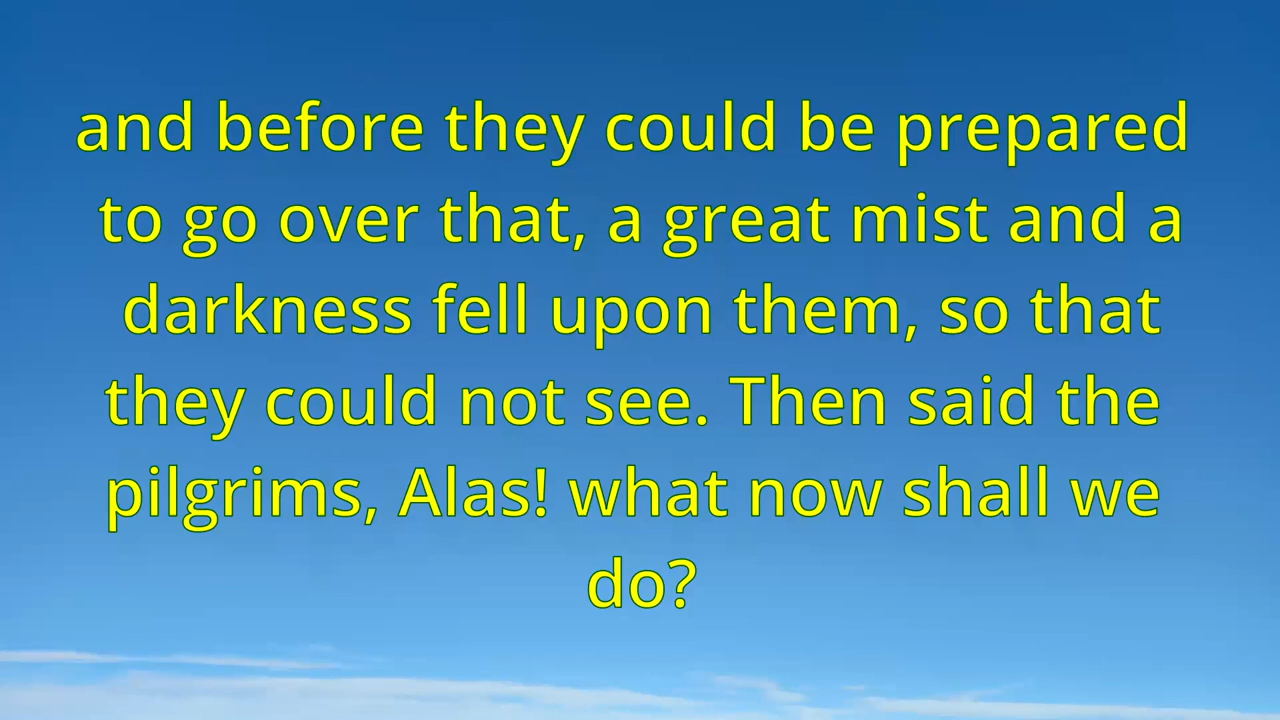 and before they could be prepared
to go over that, a great mist and a
darkness fell upon them, so that
they could not see. Then said the
pilgrims, Alas! what now shall we
do?